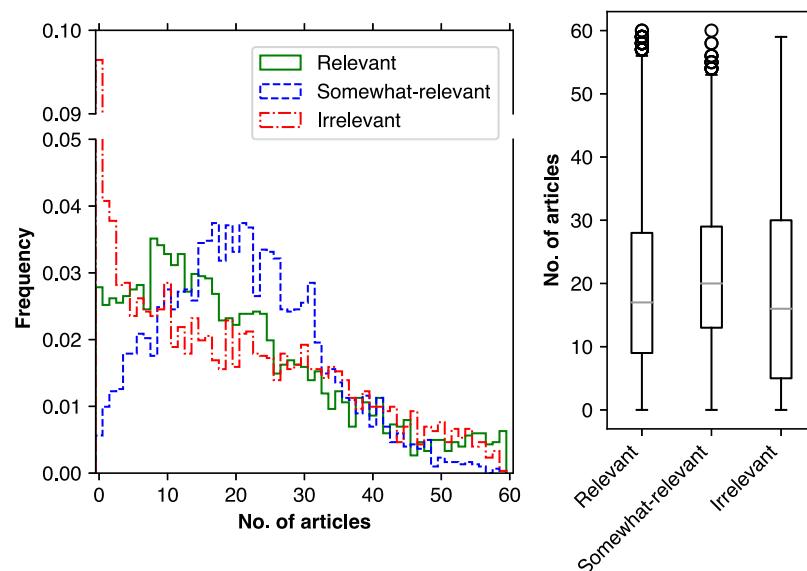 0.10
0.09
0.05
0.04
0.03
0.02
0.01
0.00
Frequency
Relevant
Somewhat-relevant
Irrelevant
0 10 20 30 40 50 60
No. of articles
60
50
40
30
20
10
0
No. of articles
Relevant
Somewhat-relevant
Irrelevant